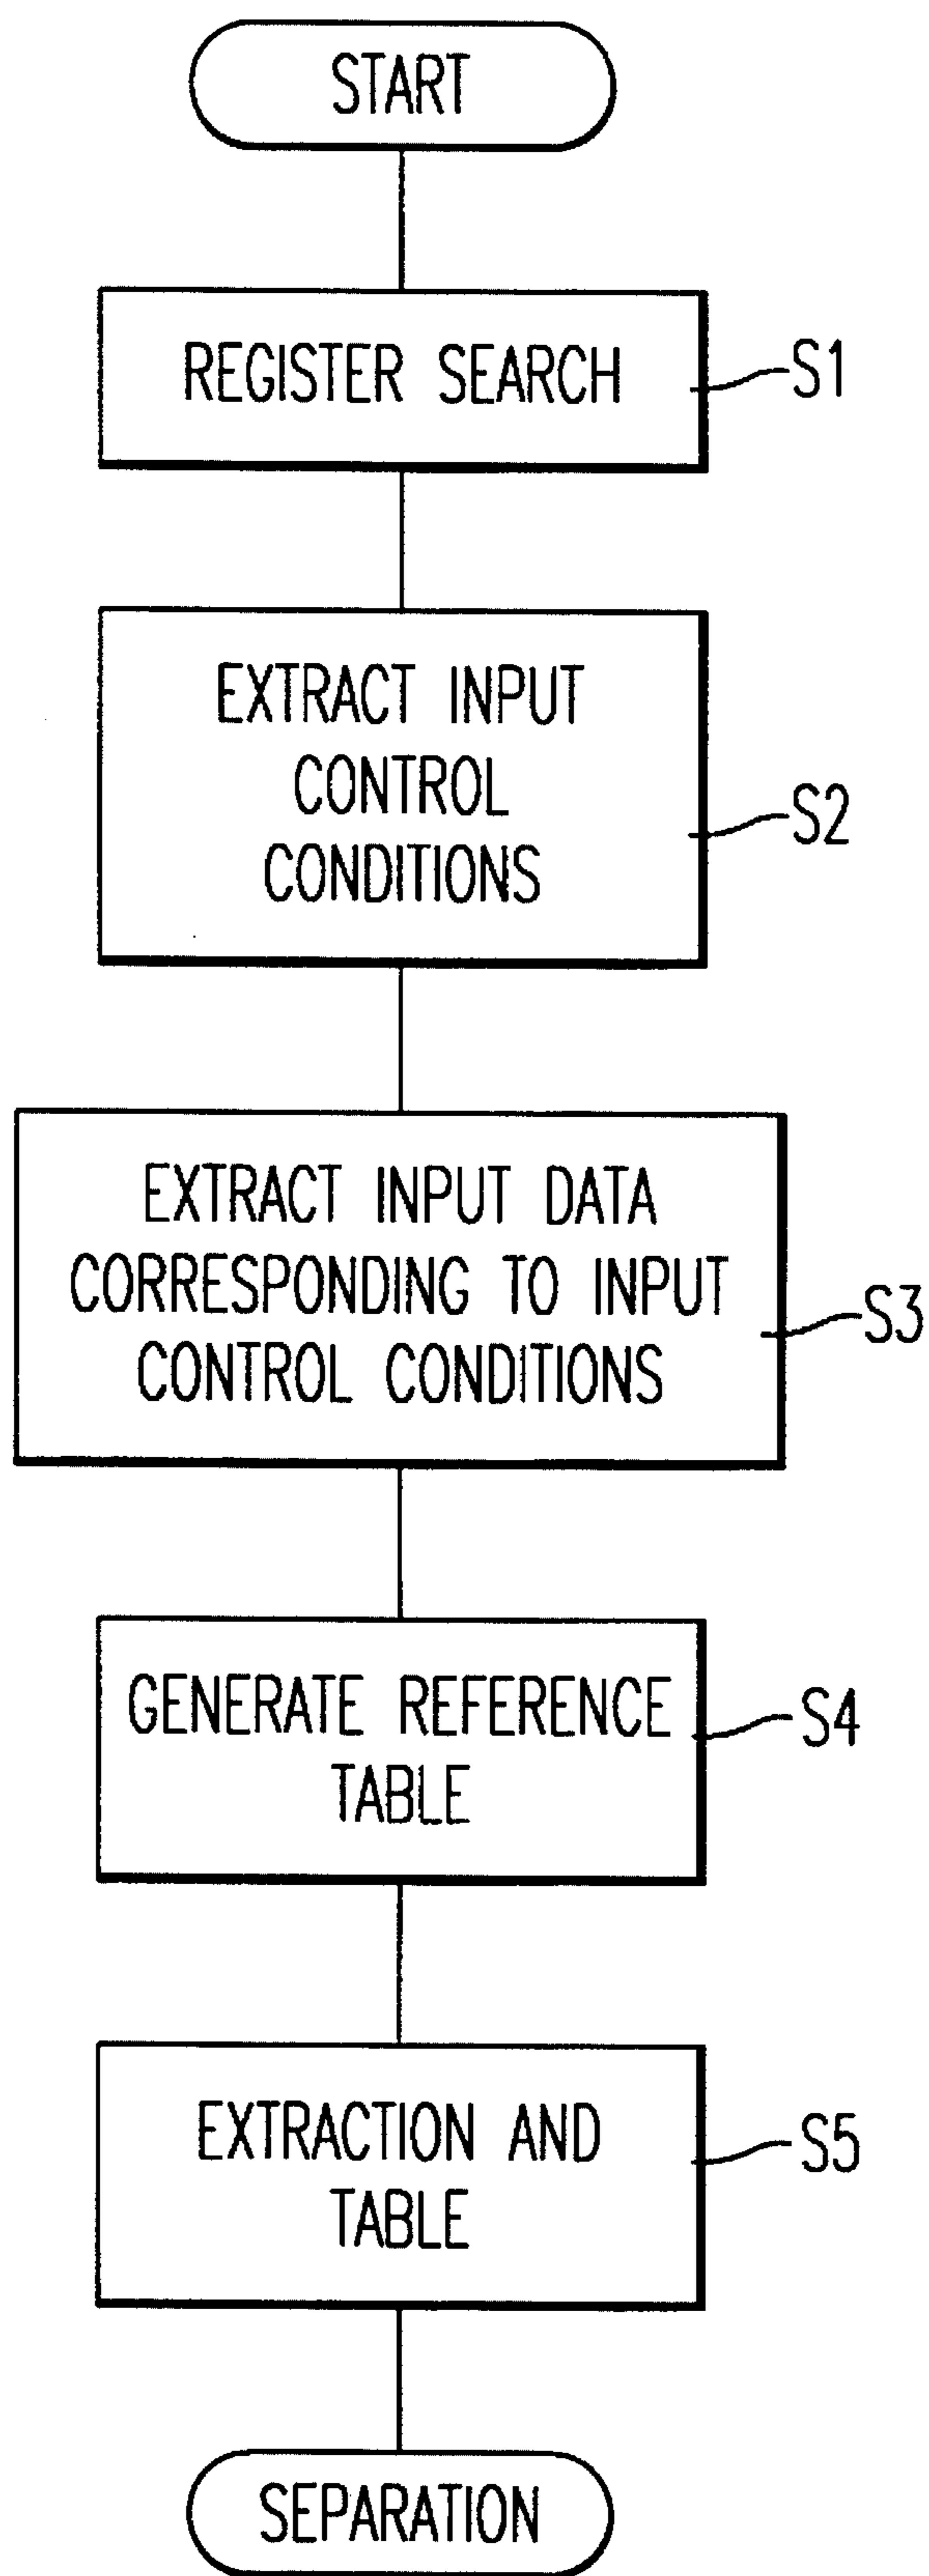 START
REGISTER SEARCH
S1
EXTRACT INPUT
CONTROL
CONDITIONS
S2
EXTRACT INPUT DATA
CORRESPONDING TO INPUT
CONTROL CONDITIONS
S3
GENERATE REFERENCE
TABLE
S4
EXTRACTION AND
TABLE
S5
SEPARATION